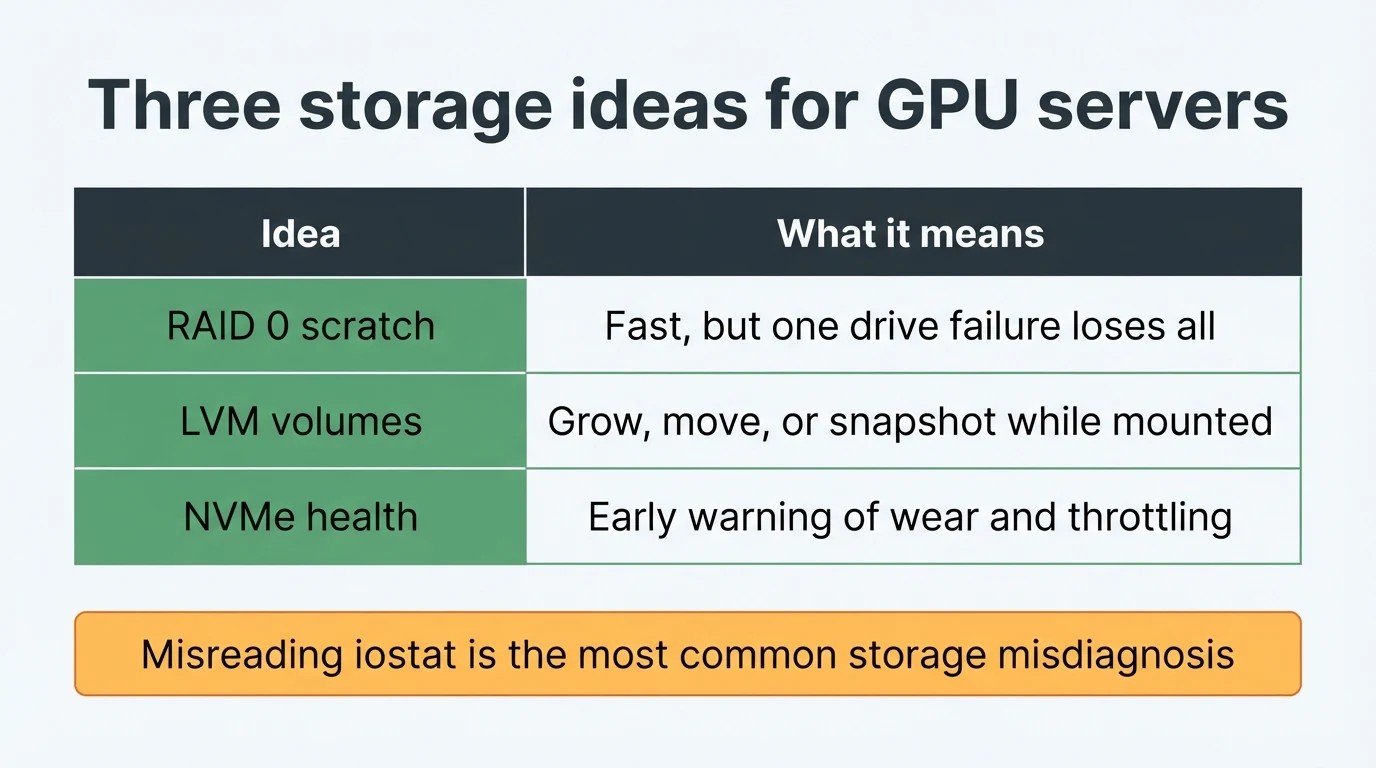 Three storage ideas for GPU servers
Idea
What it means
RAID 0 scratch
Fast, but one drive failure loses all
LVM volumes
Grow, move, or snapshot while mounted
NVMe health
Early warning of wear and throttling
Misreading iostat is the most common storage misdiagnosis